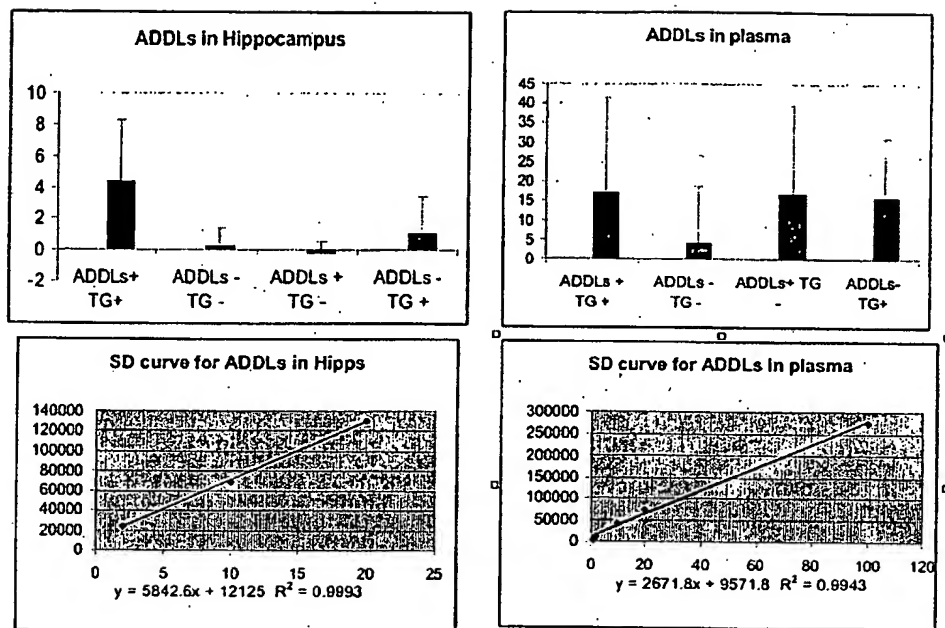 ADDLs in Hippocampus
10
8
6
4
2
0
-2
ADDLs+ TG+
ADDLs - TG -
ADDLs + TG -
ADDLs - TG +
ADDLs in plasma
45
40
35
30
25
20
15
10
5
0
ADDLs + TG +
ADDLs - TG -
ADDLs+ TG -
ADDLs- TG+
SD curve for ADDLs in Hipps
140000
120000
100000
80000
60000
40000
20000
0
0 5 10 15 20 25
y = 5842.6x + 12125 R² = 0.9993
SD curve for ADDLs in plasma
300000
250000
200000
150000
100000
50000
0
0 20 40 60 80 100 120
y = 2671.8x + 9571.8 R² = 0.9943